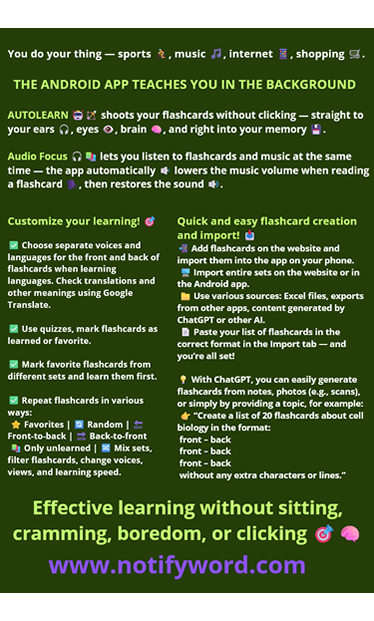 You do your thing — sports 🏃, music 🎵, internet 📱, shopping 🛒.
THE ANDROID APP TEACHES YOU IN THE BACKGROUND
AUTOLEARN 🤖🏹 shoots your flashcards without clicking — straight to
your ears 🎧, eyes 👁, brain 🧠, and right into your memory 💾.
Audio Focus 🎧📚 lets you listen to flashcards and music at the same
time — the app automatically 🔈 lowers the music volume when reading
a flashcard 🗣, then restores the sound 🔊.
Customize your learning! 🎯
✅ Choose separate voices and
languages for the front and back of
flashcards when learning
languages. Check translations and
other meanings using Google
Translate.
✅ Use quizzes, mark flashcards as
learned or favorite.
✅ Mark favorite flashcards from
different sets and learn them first.
✅ Repeat flashcards in various
ways:
⭐ Favorites | 🔄 Random |
Front-to-back | Back-to-front
📚 Only unlearned | 🔀 Mix sets,
filter flashcards, change voices,
views, and learning speed.
Quick and easy flashcard creation
and import! 📥
📲 Add flashcards on the website and
import them into the app on your phone.
💻 Import entire sets on the website or in
the Android app.
📁 Use various sources: Excel files, exports
from other apps, content generated by
ChatGPT or other AI.
📄 Paste your list of flashcards in the
correct format in the Import tab — and
you’re all set!
💡 With ChatGPT, you can easily generate
flashcards from notes, photos (e.g., scans),
or simply by providing a topic, for example:
👉 “Create a list of 20 flashcards about cell
biology in the format:
front – back
front – back
front – back
without any extra characters or lines.”
Effective learning without sitting,
cramming, boredom, or clicking 🎯 🧠
www.notifyword.com